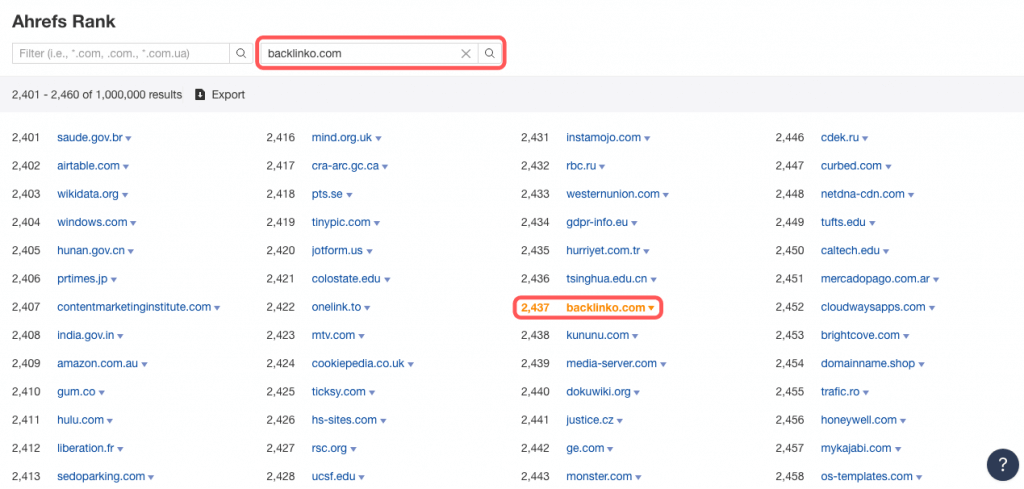 Ahrefs Rank
Filter (i.e., *.com, .com., *.com.ua)
backlinko.com
2,401 - 2,460 of 1,000,000 results Export
2,401 saude.gov.br
2,402 airtable.com
2,403 wikidata.org
2,404 windows.com
2,405 hunan.gov.cn
2,406 prtimes.jp
2,407 contentmarketinginstitute.com
2,408 india.gov.in
2,409 amazon.com.au
2,410 gum.co
2,411 hulu.com
2,412 liberation.fr
2,413 sedoparking.com
2,416 mind.org.uk
2,417 cra-arc.gc.ca
2,418 pts.se
2,419 tinypic.com
2,420 jotform.us
2,421 colostate.edu
2,422 onelink.to
2,423 mtv.com
2,424 cookiepedia.co.uk
2,425 ticksy.com
2,426 hs-sites.com
2,427 rsc.org
2,428 ucsf.edu
2,431 instamojo.com
2,432 rbc.ru
2,433 westernunion.com
2,434 gdpr-info.eu
2,435 hurriyet.com.tr
2,436 tsinghua.edu.cn
2,437 backlinko.com
2,438 kununu.com
2,439 media-server.com
2,440 dokuwiki.org
2,441 justice.cz
2,442 ge.com
2,443 monster.com
2,446 cdek.ru
2,447 curbed.com
2,448 netdna-cdn.com
2,449 tufts.edu
2,450 caltech.edu
2,451 mercadopago.com.ar
2,452 cloudwaysapps.com
2,453 brightcove.com
2,454 domainname.shop
2,455 trafic.ro
2,456 honeywell.com
2,457 mykajabi.com
2,458 os-templates.com
?